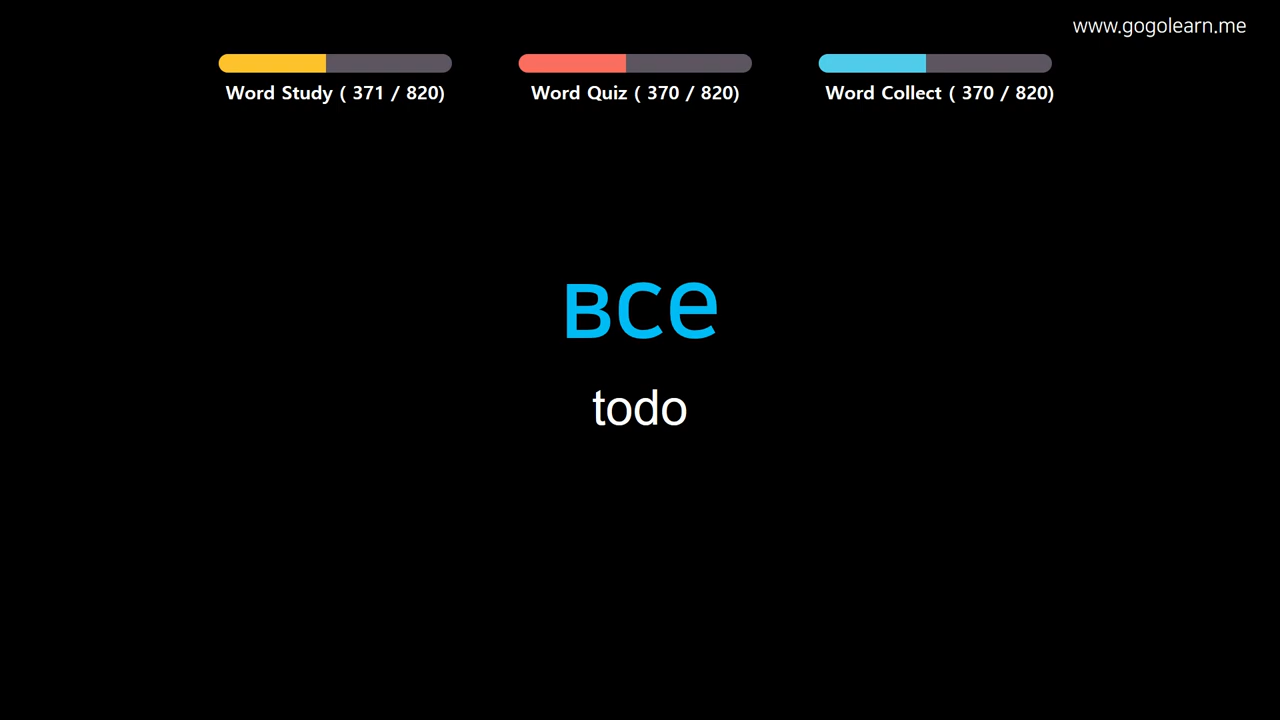 www.gogolearn.me
Word Study ( 371 / 820)
Word Quiz ( 370 / 820)
Word Collect ( 370 / 820)
все
todo